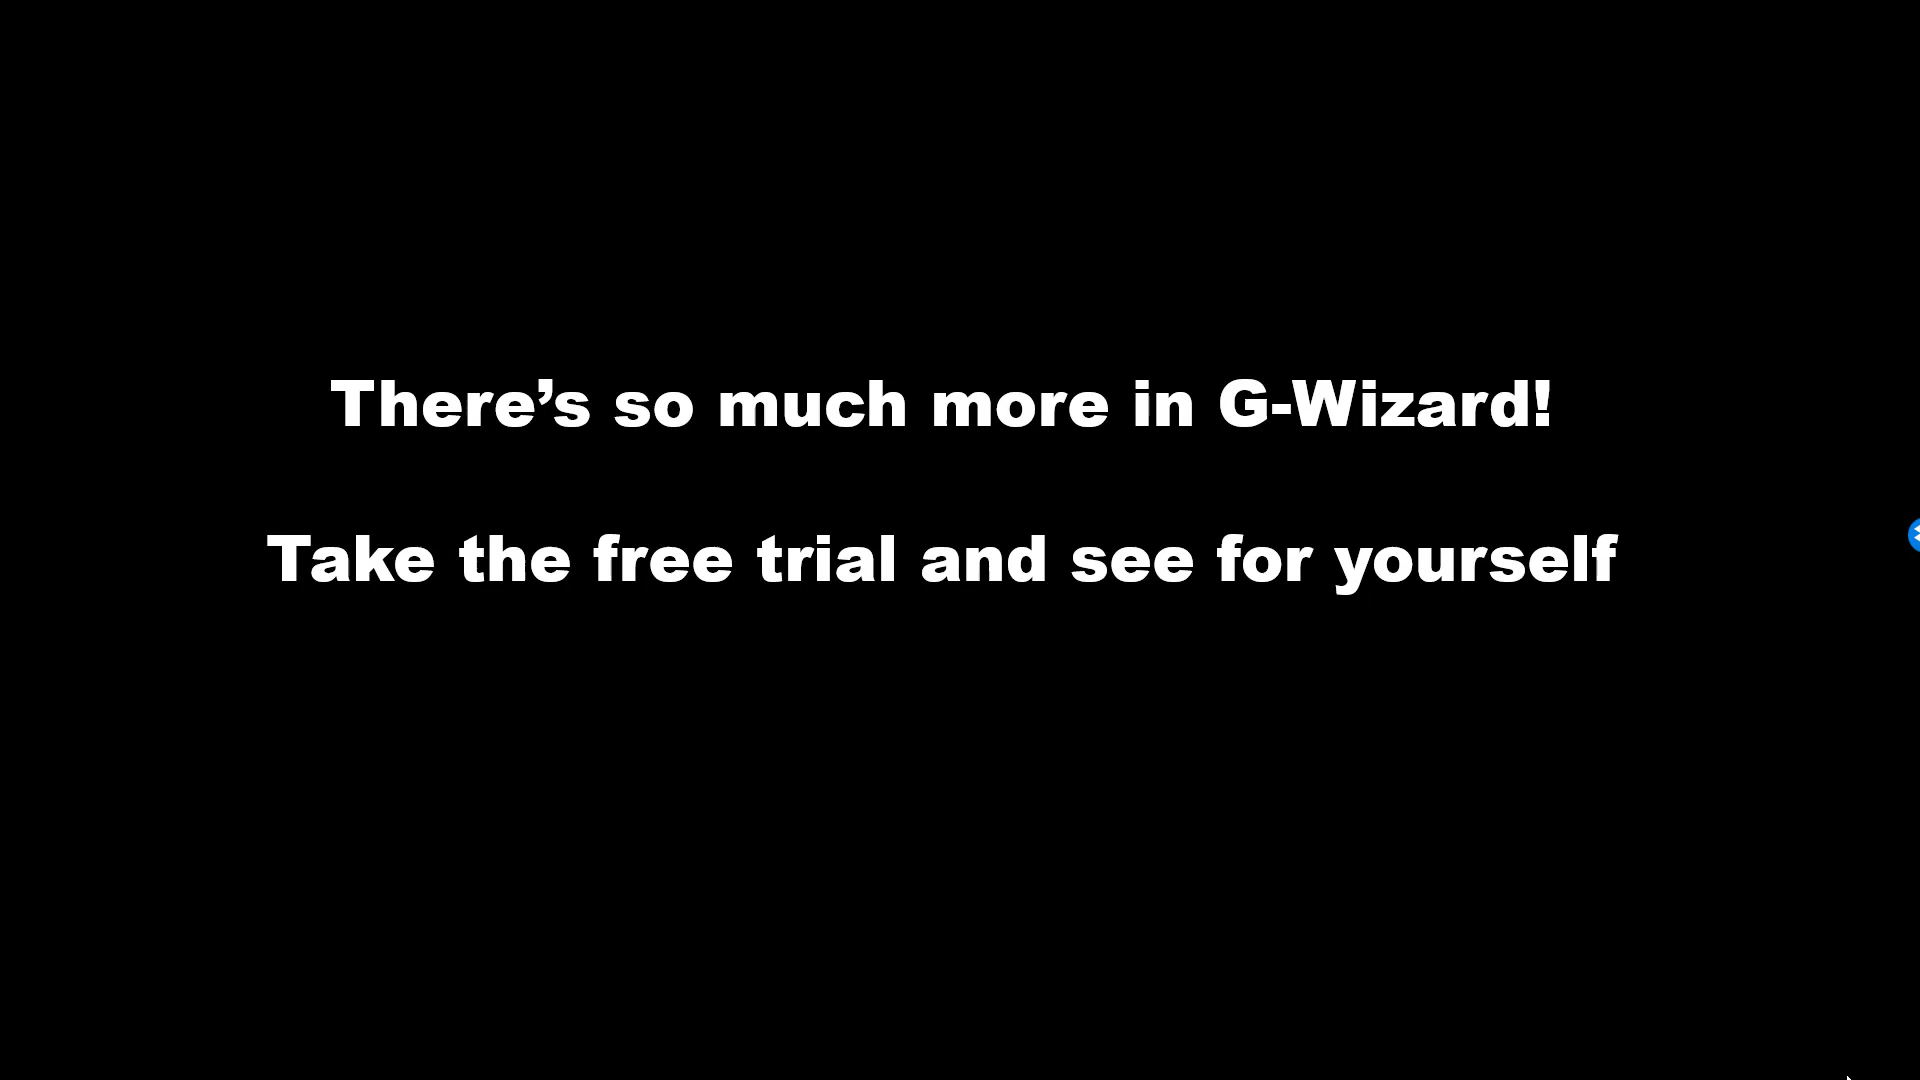 There’s so much more in G-Wizard!
Take the free trial and see for yourself